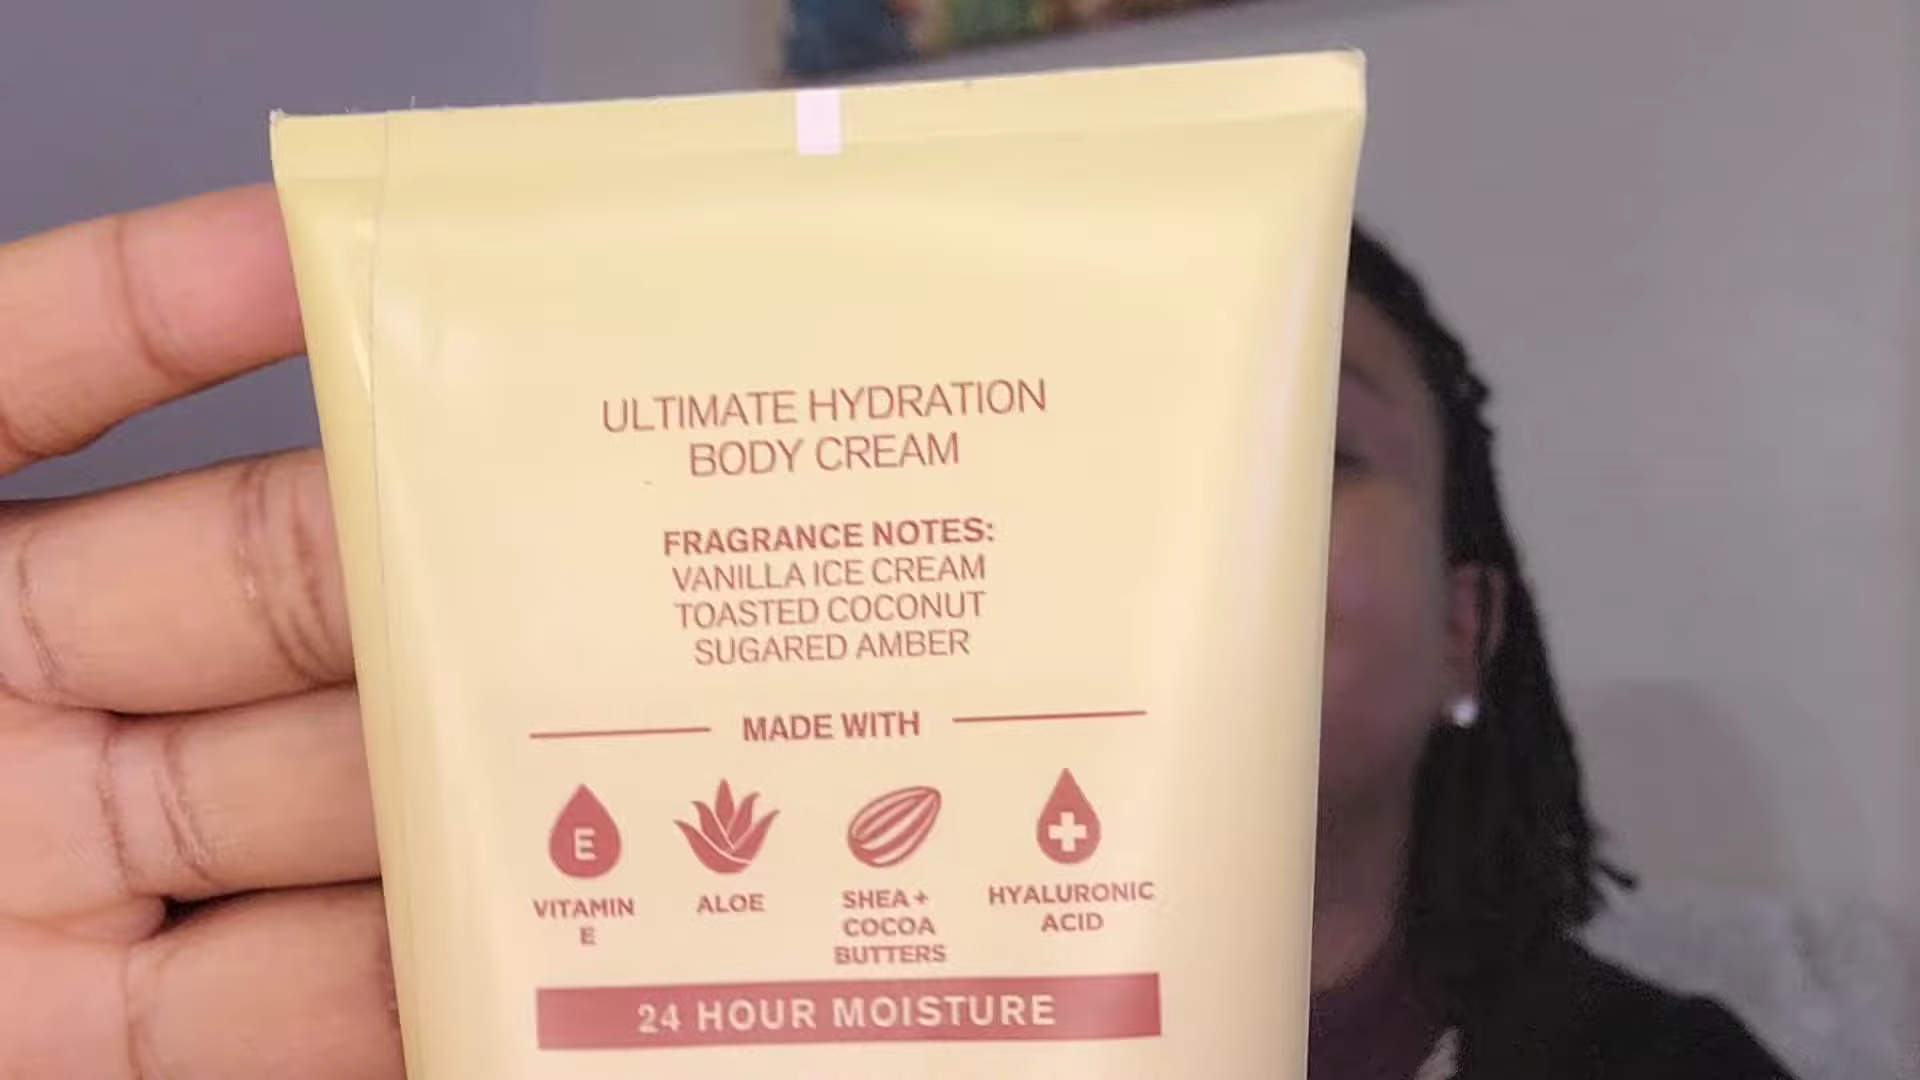 ULTIMATE HYDRATION
BODY CREAM
FRAGRANCE NOTES:
VANILLA ICE CREAM
TOASTED COCONUT
SUGARED AMBER
MADE WITH
E
VITAMIN
E
ALOE
SHEA +
COCOA
BUTTERS
HYALURONIC
ACID
24 HOUR MOISTURE